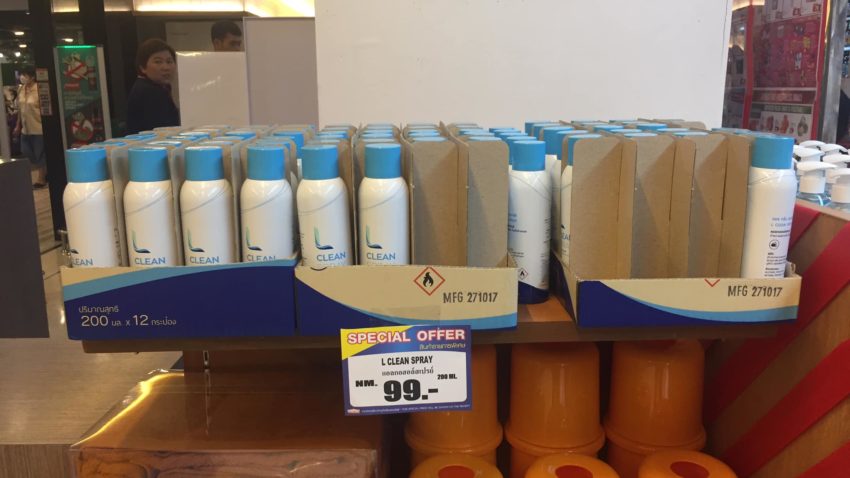 L
CLEAN
L
CLEAN
L
CLEAN
L
CLEAN
L
CLEAN
L
CLEAN
CLEAN
ปริมาณสุทธิ
200 มล. x 12 กระป๋อง
MFG 271017
MFG 271017
SPECIAL OFFER
สินค้าราคาพิเศษ
L CLEAN SPRAY
แอลกอฮอล์สเปรย์
200 ML.
NM. 99.-